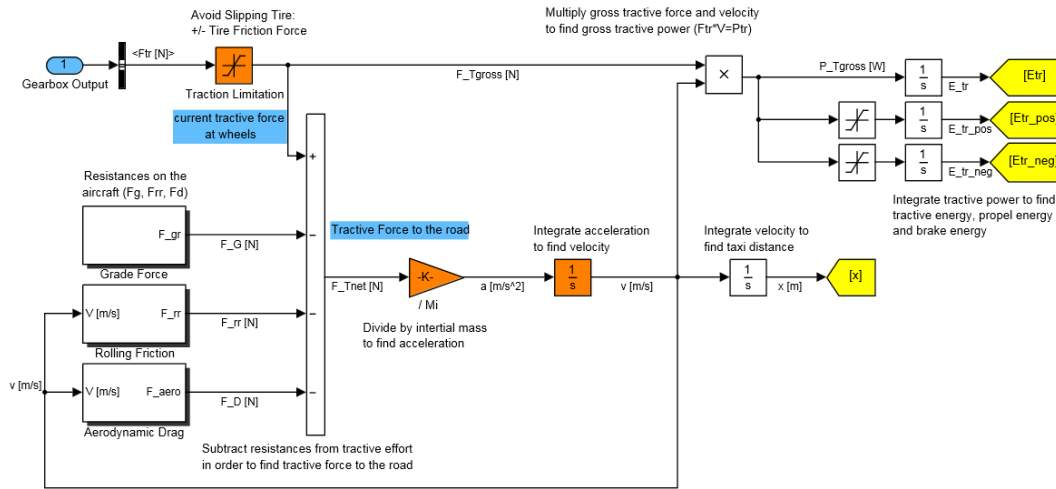 Avoid Slipping Tire:
+/- Tire Friction Force
Multiply gross tractive force and velocity
to find gross tractive power (Ftr*V=Ptr)
1
Gearbox Output
<Ftr [N]>
Traction Limitation
F_Tgross [N]
×
P_Tgross [W]
1
s
E_tr
[Etr]
1
s
E_tr_pos
[Etr_pos]
1
s
E_tr_neg
[Etr_neg]
current tractive force
at wheels
+
−
−
−
Resistances on the
aircraft (Fg, Frr, Fd)
F_gr
F_G [N]
Grade Force
Tractive Force to the road
F_Tnet [N]
-K-
/ Mi
Divide by intertial mass
to find acceleration
a [m/s^2]
Integrate acceleration
to find velocity
1
s
v [m/s]
Integrate velocity to
find taxi distance
1
s
x [m]
[x]
Integrate tractive power to find
tractive energy, propel energy
and brake energy
V [m/s]
F_rr
F_rr [N]
Rolling Friction
v [m/s]
V [m/s]
F_aero
F_D [N]
Aerodynamic Drag
Subtract resistances from tractive effort
in order to find tractive force to the road